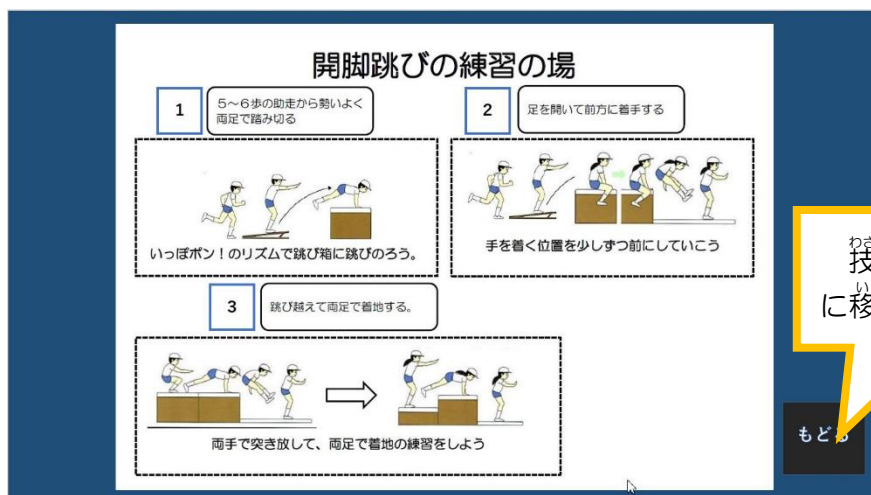 開脚跳びの練習の場
1
5～6歩の助走から勢いよく
両足で踏み切る
いっぽポン！のリズムで跳び箱に跳びのろう。
2
足を開いて前方に着手する
手を着く位置を少しずつ前にしていこう
3
跳び越えて両足で着地する。
両手で突き放して、両足で着地の練習をしよう
わざ
技
い
に移
もどる